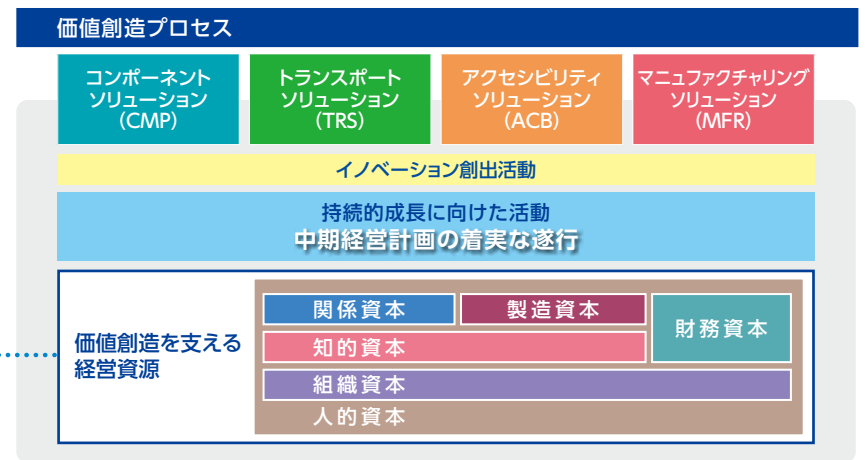 価値創造プロセス
コンポーネント
ソリューション
(CMP)
トランスポート
ソリューション
(TRS)
アクセシビリティ
ソリューション
(ACB)
マニュファクチャリング
ソリューション
(MFR)
イノベーション創出活動
持続的成長に向けた活動
中期経営計画の着実な遂行
価値創造を支える
経営資源
関係資本
製造資本
財務資本
知的資本
組織資本
人的資本